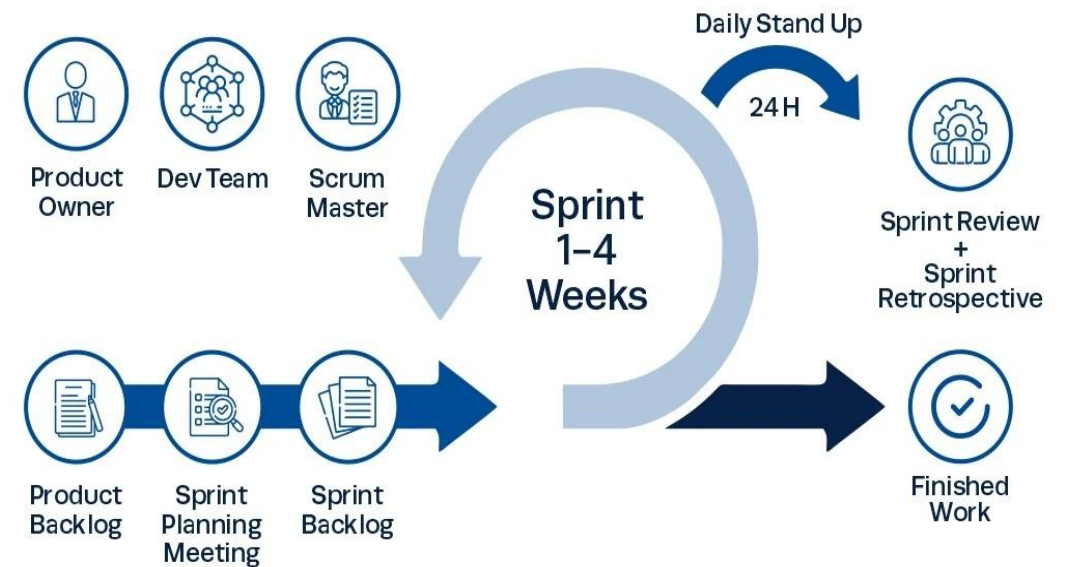 Daily Stand Up
24 H
Product
Owner
Dev Team
Scrum
Master
Sprint
1–4
Weeks
Sprint Review
+
Sprint
Retrospective
Product
Backlog
Sprint
Planning
Meeting
Sprint
Backlog
Finished
Work